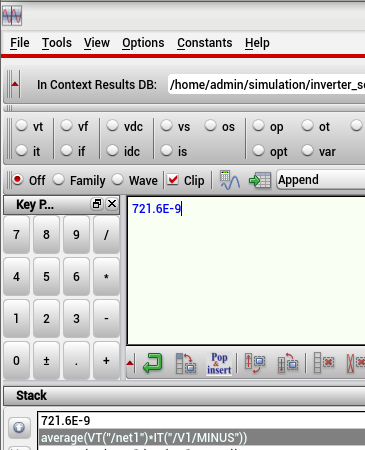 File Tools View Options Constants Help
In Context Results DB: /home/admin/simulation/inverter_s
vt vf vdc vs os op ot
it if idc is opt var
Off Family Wave Clip Append
Key P...
721.6E-9
7 8 9 /
4 5 6 *
1 2 3 -
0 ± . +
Pop & insert
Stack
721.6E-9
average(VT("/net1")*IT("/V1/MINUS"))